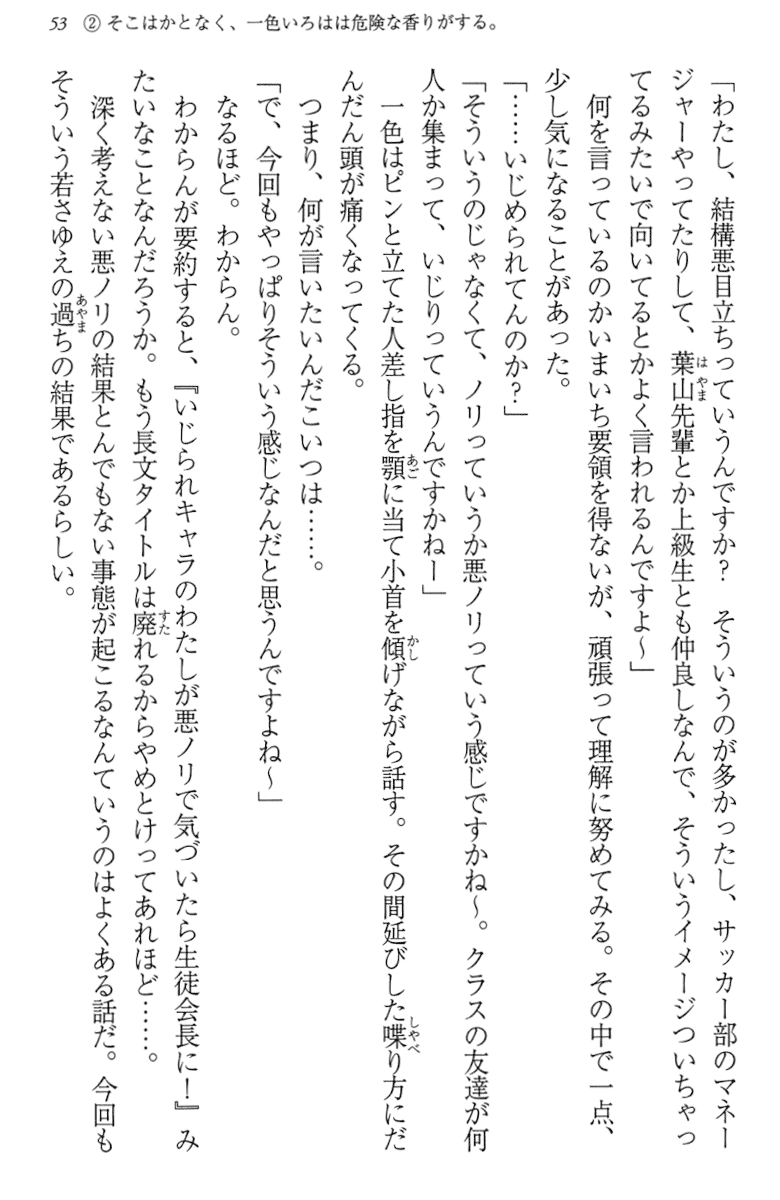 53　② そこはかとなく、一色いろはは危険な香りがする。
「わたし、結構悪目立ちっていうんですか？　そういうのが多かったし、サッカー部のマネー
ジャーやってたりして、葉山先輩とか上級生とも仲良しなんで、そういうイメージついちゃっ
てるみたいで向いてるとかよく言われるんですよ〜」
　何を言っているのかいまいち要領を得ないが、頑張って理解に努めてみる。その中で一点、
少し気になることがあった。
「……いじめられてんのか？」
「そういうのじゃなくて、ノリっていうか悪ノリっていう感じですかね〜。クラスの友達が何
人か集まって、いじりっていうんですかねー」
　一色はピンと立てた人差し指を顎に当て小首を傾げながら話す。その間延びした喋り方にだ
んだん頭が痛くなってくる。
　つまり、何が言いたいんだこいつは……。
「で、今回もやっぱりそういう感じなんだと思うんですよね〜」
　なるほど。わからん。
　わからんが要約すると、『いじられキャラのわたしが悪ノリで気づいたら生徒会長に！』み
たいなことなんだろうか。もう長文タイトルは廃れるからやめとけってあれほど……。
　深く考えない悪ノリの結果とんでもない事態が起こるなんていうのはよくある話だ。今回も
そういう若さゆえの過ちの結果であるらしい。